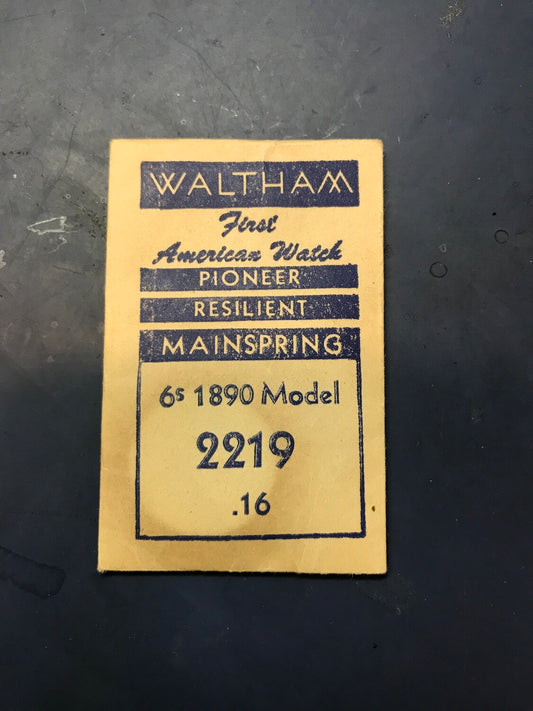 WALTHAM
First
American Watch
PIONEER
RESILIENT
MAINSPRING
6s 1890 Model
2219
.16